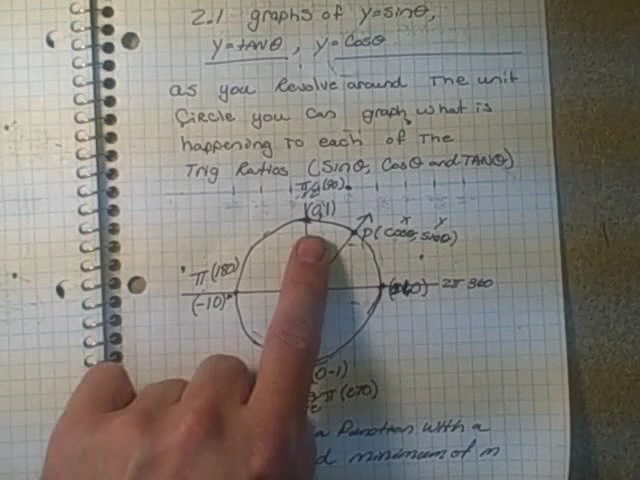 2.1 graphs of y=sinθ,
y=tANθ, y=Cosθ
as you Revolve around The unit
Circle you can graph what is
happening to each of The
Trig Ratios (Sinθ, Cosθ and TANθ)
(90)
(0,1)
x y
P(cosθ, sinθ)
π(180)
(-10)
2π 360
(0-1)
a Function with a
minimum of